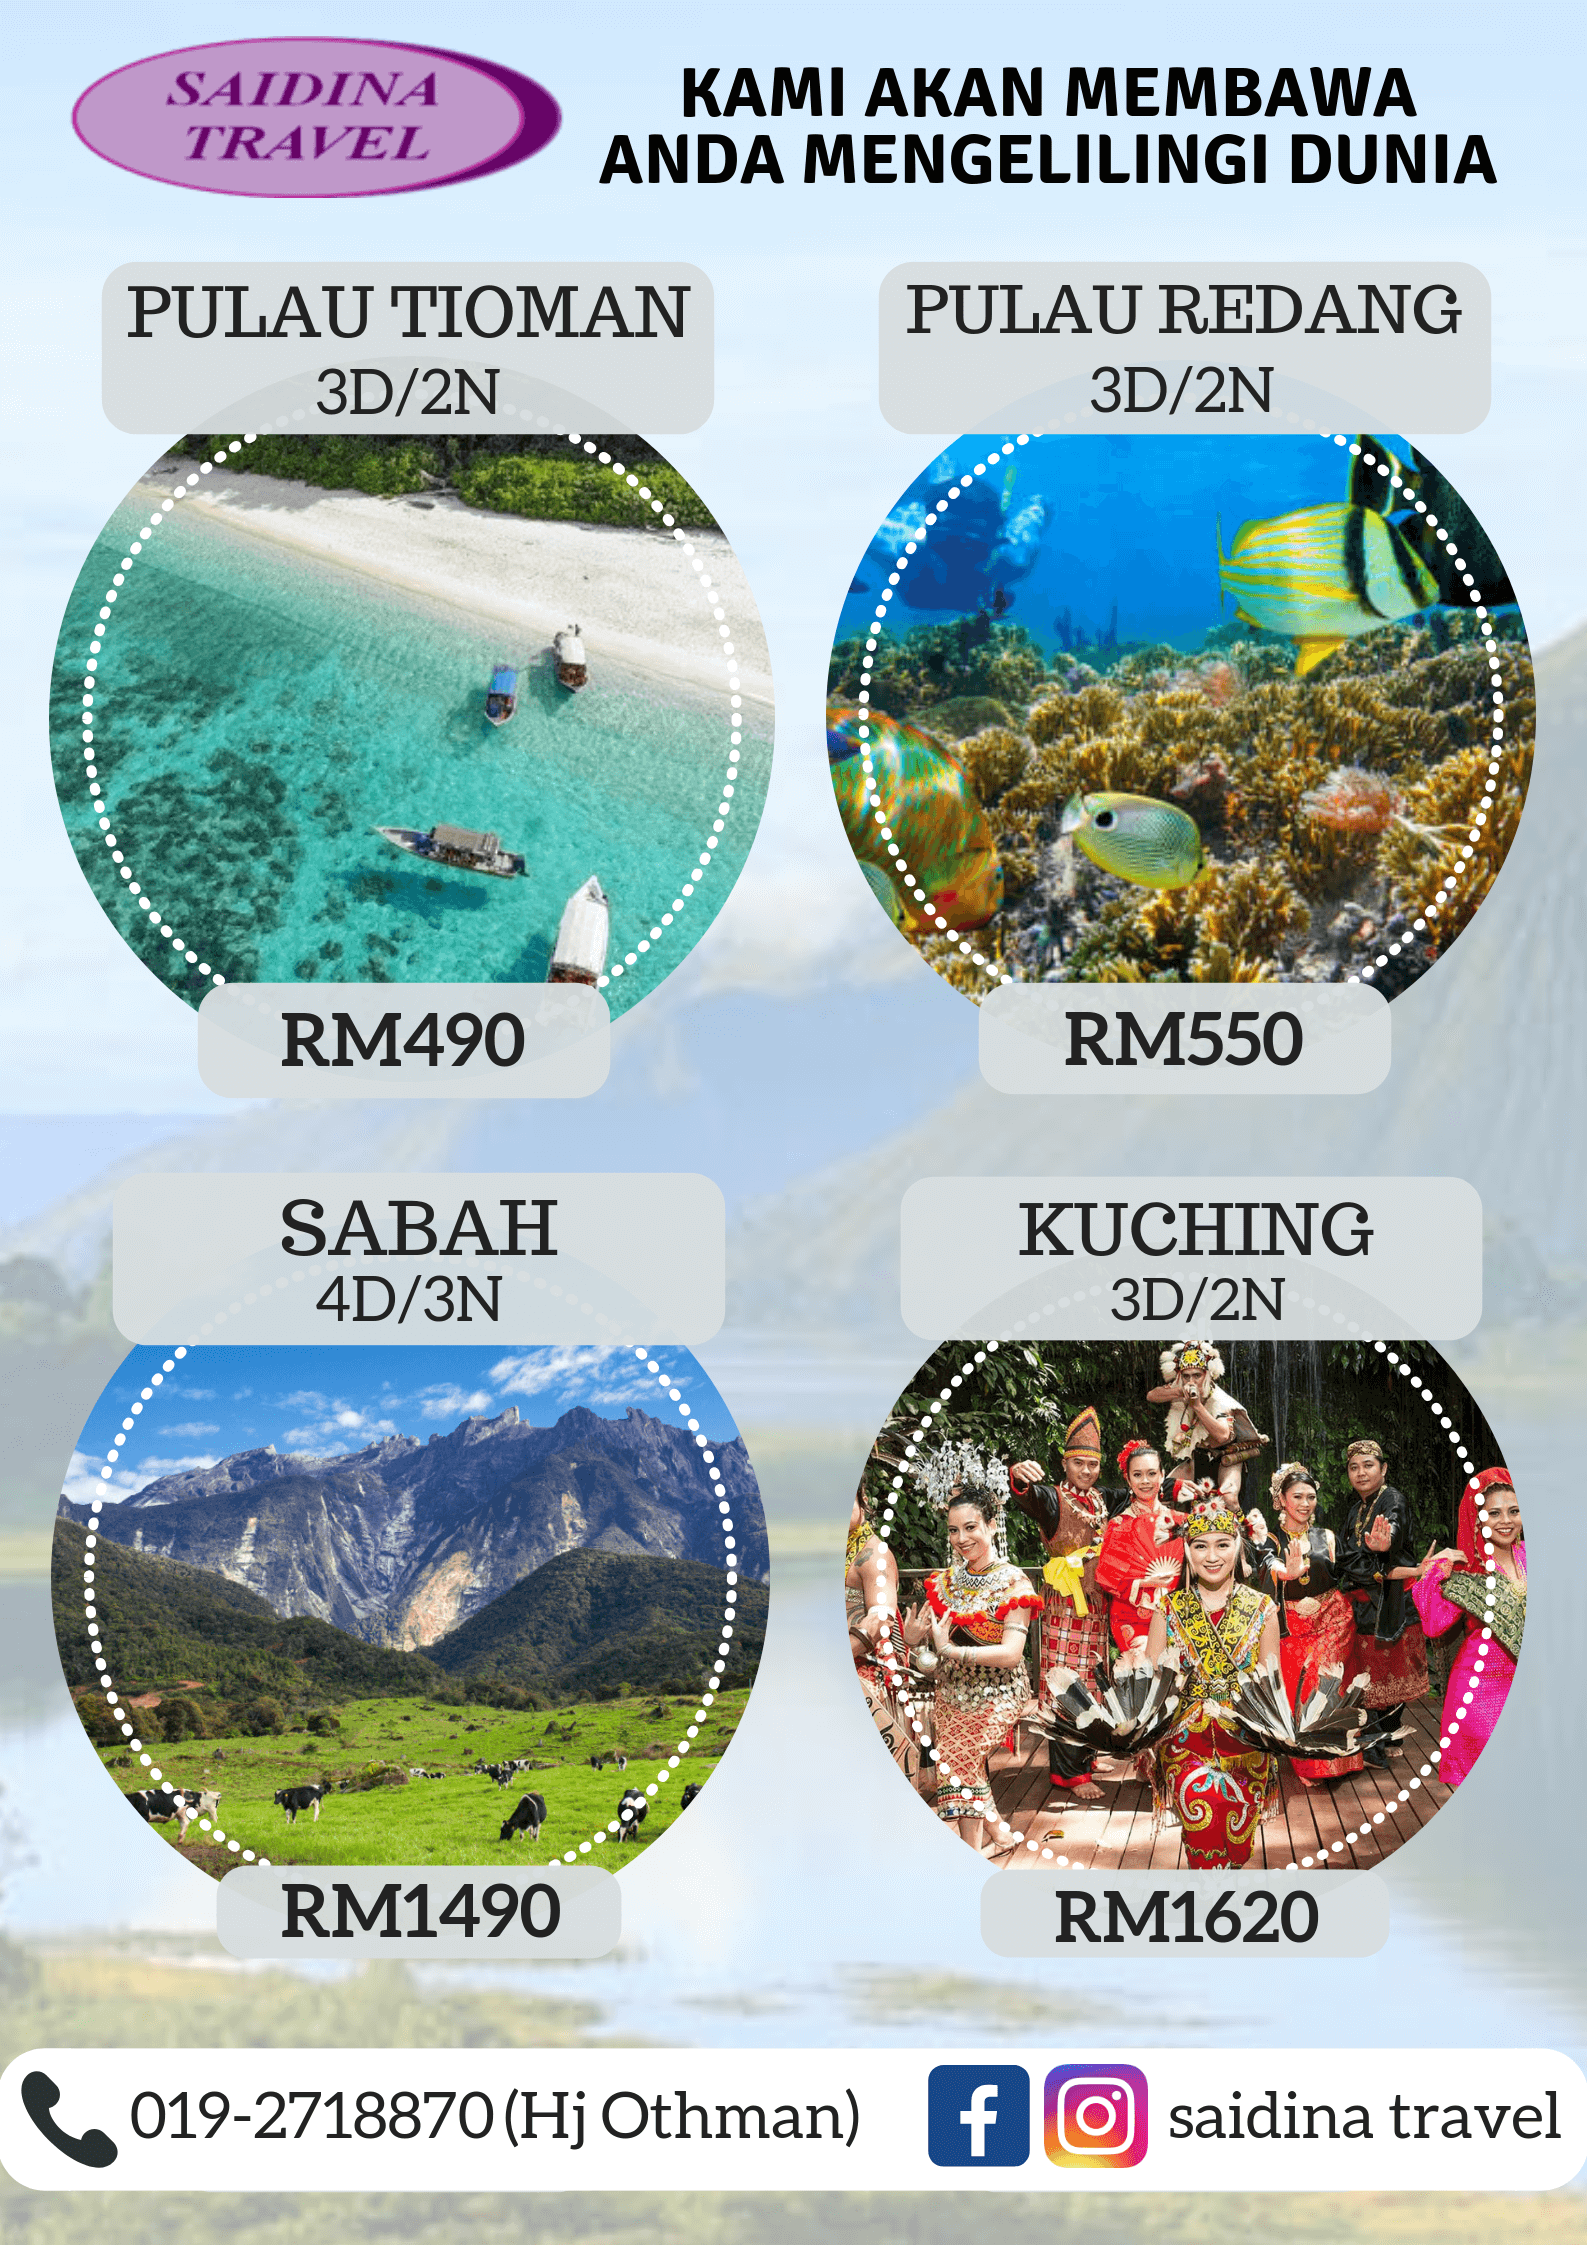 SAIDINA
TRAVEL
KAMI AKAN MEMBAWA
ANDA MENGELILINGI DUNIA
PULAU TIOMAN
3D/2N
RM490
PULAU REDANG
3D/2N
RM550
SABAH
4D/3N
RM1490
KUCHING
3D/2N
RM1620
019-2718870 (Hj Othman)
saidina travel